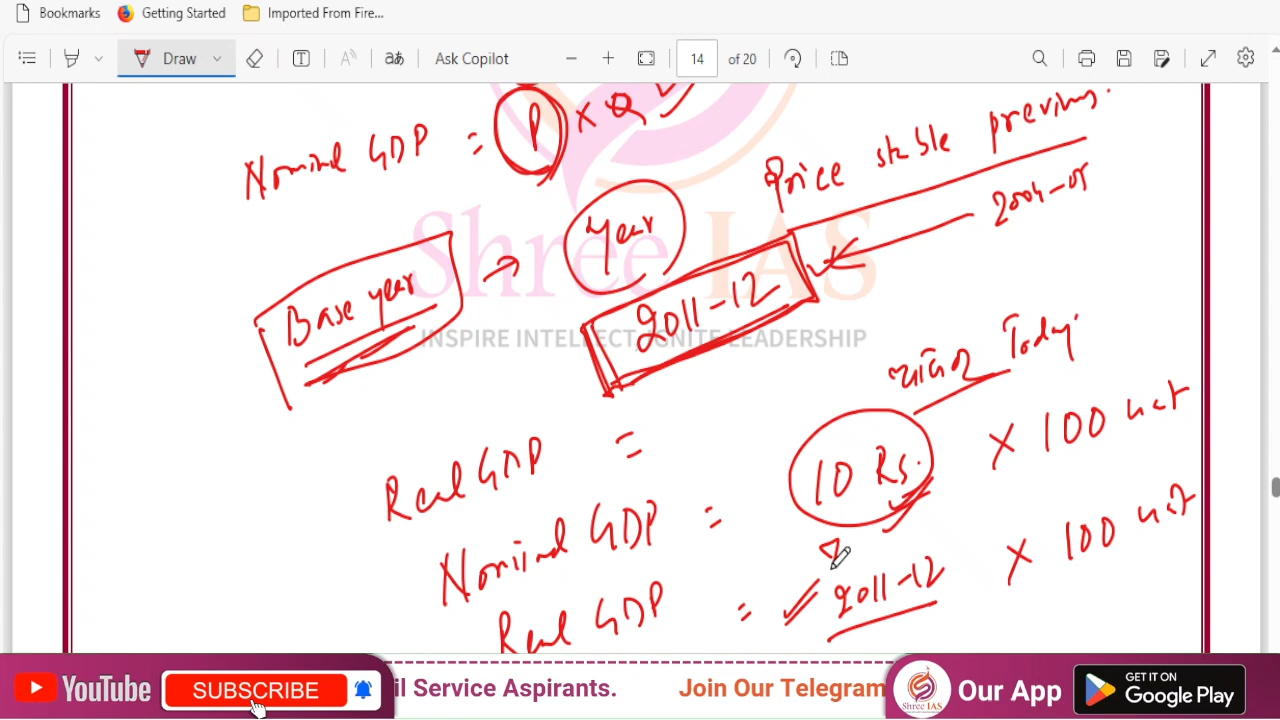 Bookmarks Getting Started Imported From Fire...
Draw Ask Copilot 14 of 20
Nominal GDP = P × Q
Price stable previous.
2004-05
Base year → Year
2011-12
Shree IAS
INSPIRE INTELLECT, IGNITE LEADERSHIP
Today
Real GDP =
10 Rs. × 100 unit
Nominal GDP =
Real GDP = 2011-12 × 100 unit
YouTube SUBSCRIBE il Service Aspirants. Join Our Telegram Shree IAS Our App GET IT ON Google Play